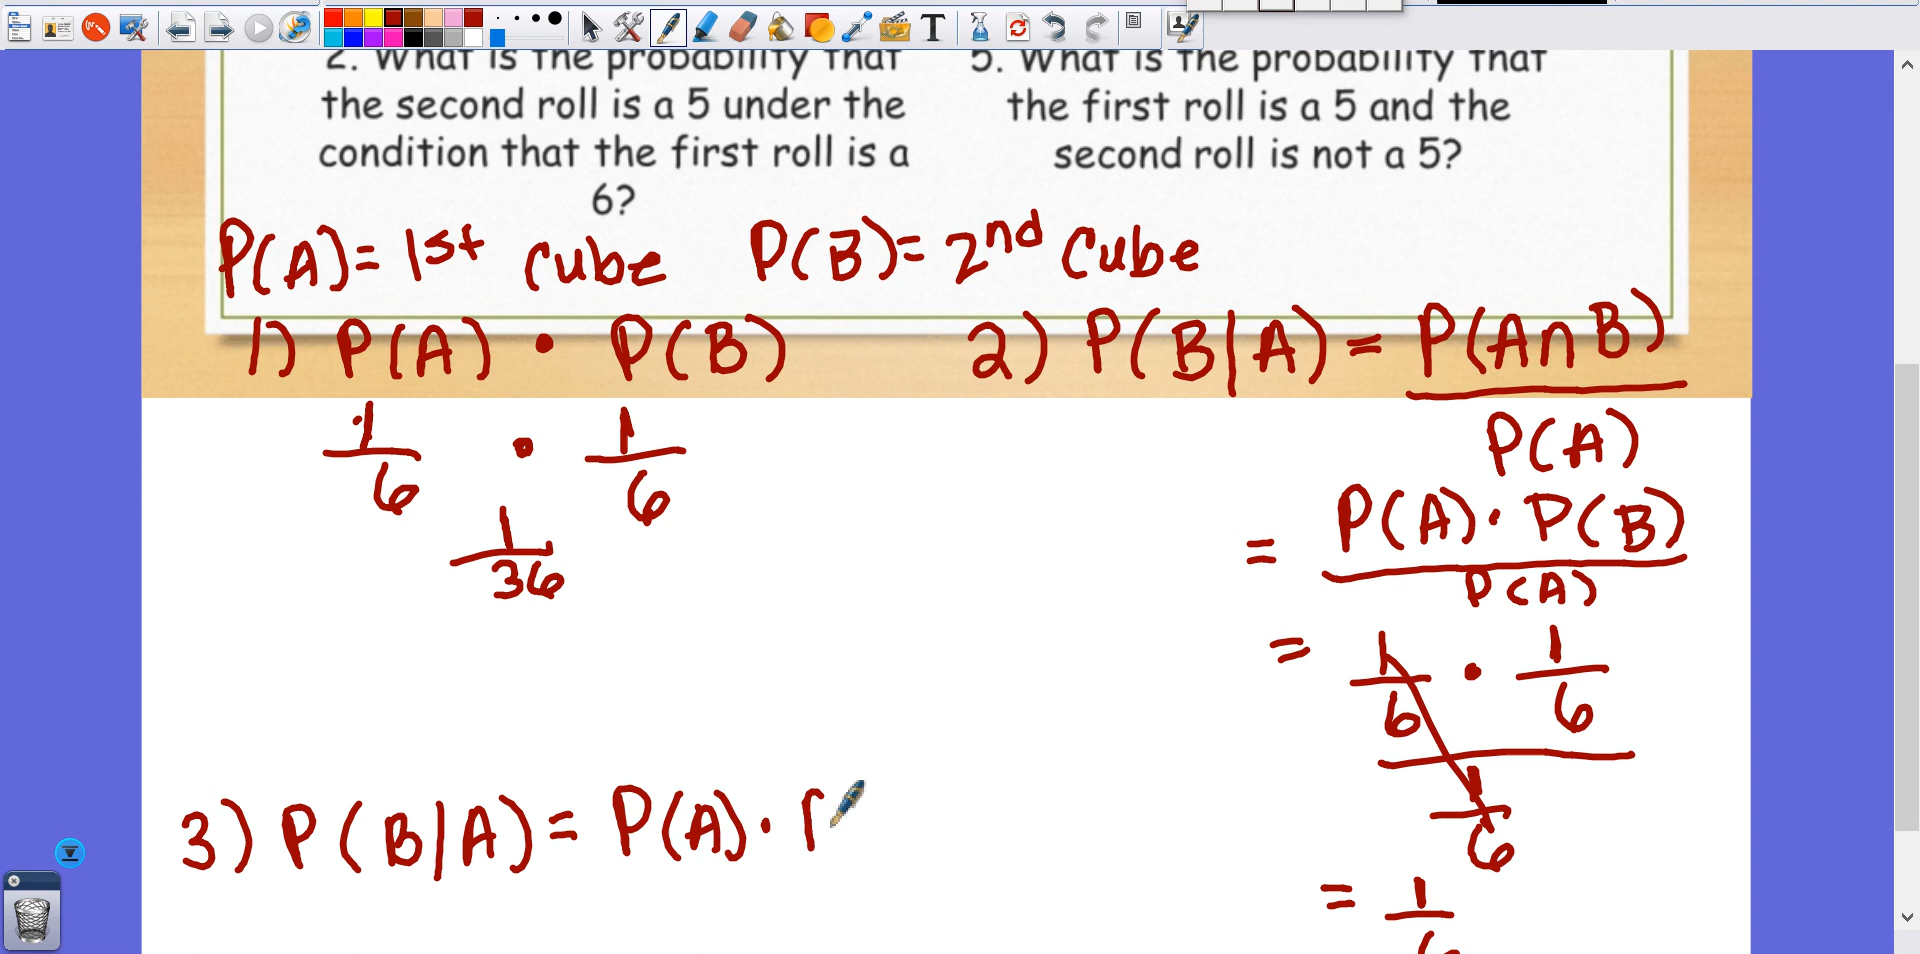 2. What is the probability that
the second roll is a 5 under the
condition that the first roll is a
6?
5. What is the probability that
the first roll is a 5 and the
second roll is not a 5?
P(A)= 1st cube P(B)= 2nd cube
1) P(A) • P(B)
1/6 • 1/6
1/36
2) P(B|A) = P(A∩B)
P(A)
= P(A) · P(B)
P(A)
= 1/6 • 1/6
1/6
= 1/6
3) P(B|A) = P(A) ·
T